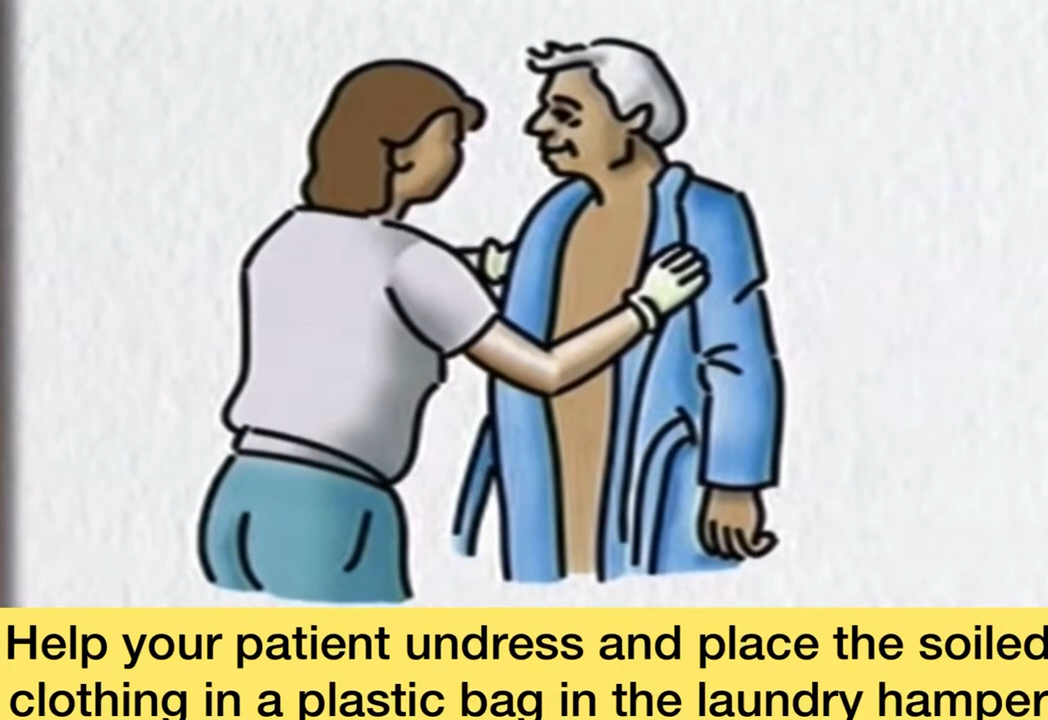 Help your patient undress and place the soiled
clothing in a plastic bag in the laundry hamper